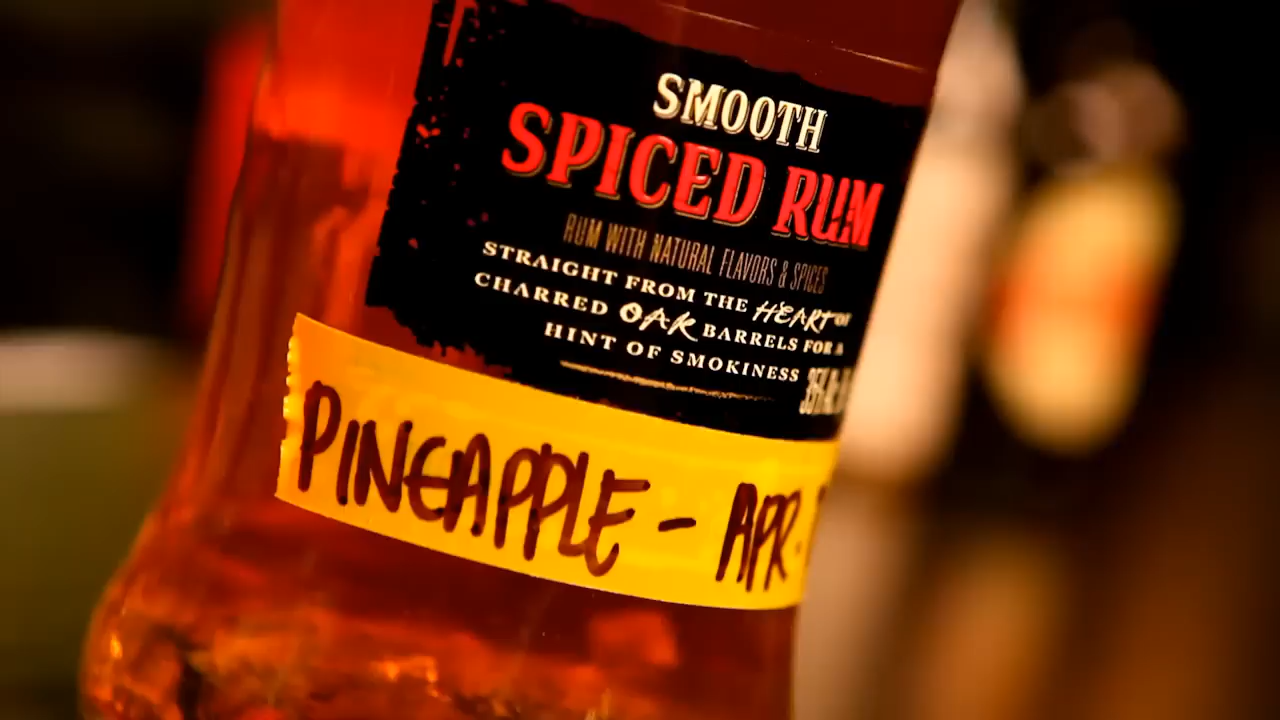 SMOOTH
SPICED RUM
RUM WITH NATURAL FLAVORS & SPICES
STRAIGHT FROM THE HEART OF
CHARRED OAK BARRELS FOR A
HINT OF SMOKINESS
PINEAPPLE - APR.